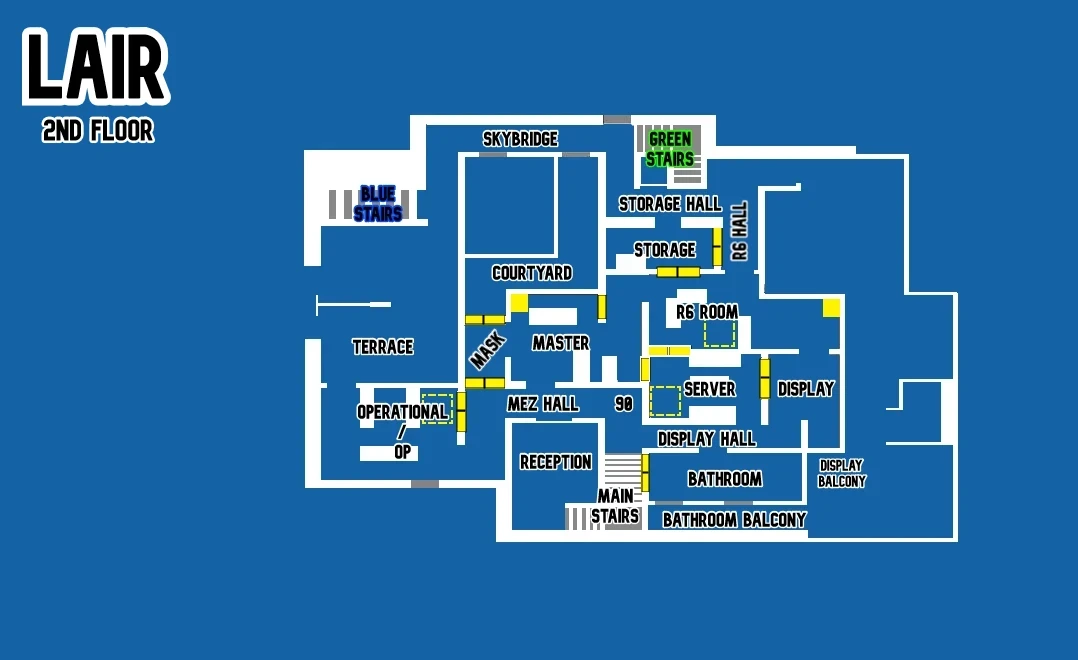 LAIR
2ND FLOOR
SKYBRIDGE
GREEN
STAIRS
BLUE
STAIRS
STORAGE HALL
R6 HALL
STORAGE
COURTYARD
R6 ROOM
MASTER
MASK
TERRACE
SERVER
DISPLAY
MEZ HALL
90
OPERATIONAL
/
OP
DISPLAY HALL
RECEPTION
BATHROOM
DISPLAY
BALCONY
MAIN
STAIRS
BATHROOM BALCONY